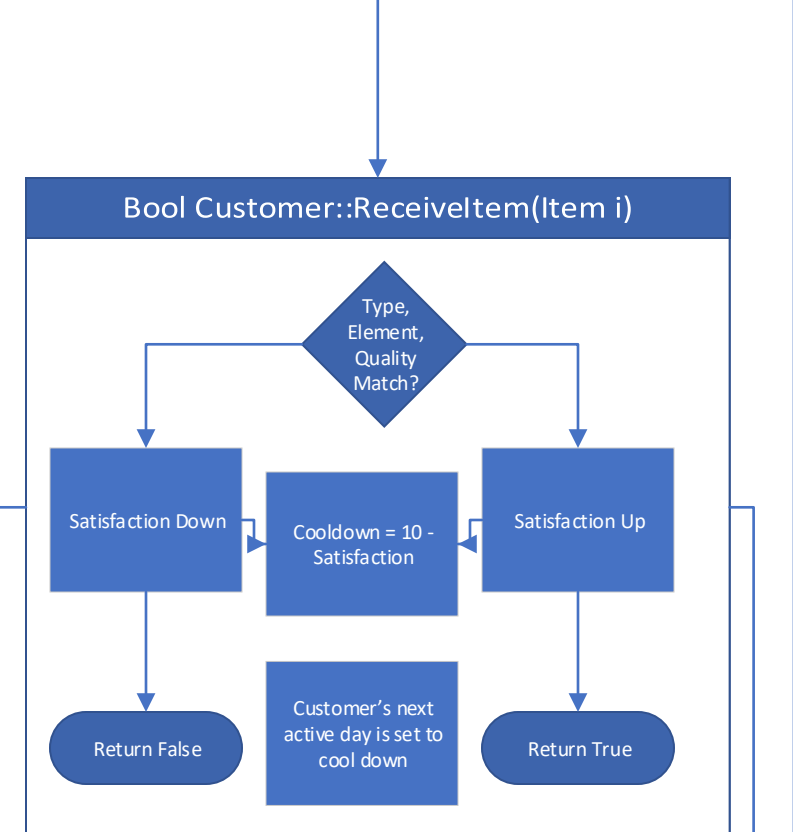 Bool Customer::ReceiveItem(Item i)
Type,
Element,
Quality
Match?
Satisfaction Down
Cooldown = 10 -
Satisfaction
Satisfaction Up
Customer's next
active day is set to
cool down
Return False
Return True